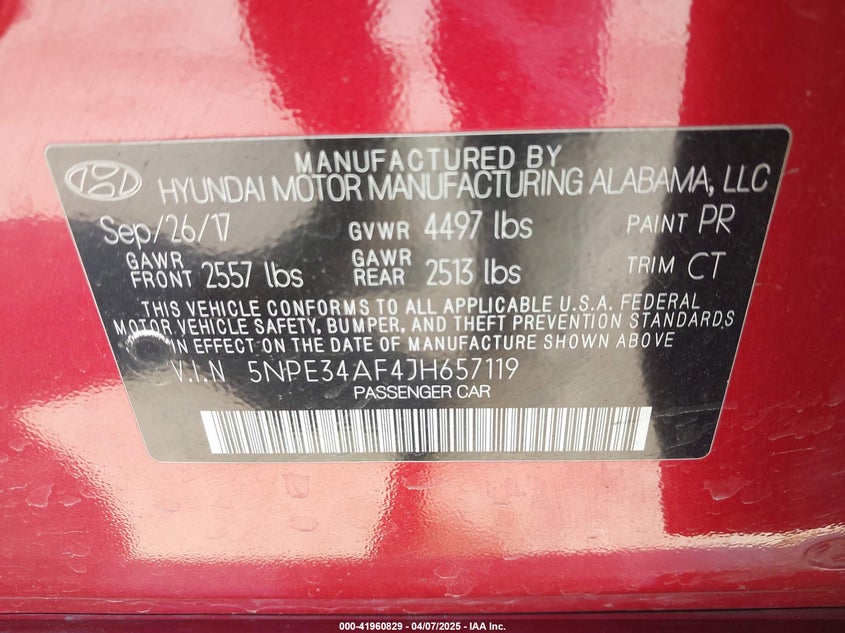 MANUFACTURED BY
HYUNDAI MOTOR MANUFACTURING ALABAMA, LLC
Sep/26/17 GVWR 4497 lbs PAINT PR
GAWR FRONT 2557 lbs GAWR REAR 2513 lbs TRIM CT
THIS VEHICLE CONFORMS TO ALL APPLICABLE U.S.A. FEDERAL
MOTOR VEHICLE SAFETY, BUMPER, AND THEFT PREVENTION STANDARDS
IN EFFECT ON THE DATE OF MANUFACTURE SHOWN ABOVE
V.I.N 5NPE34AF4JH657119
PASSENGER CAR
000-41960829 - 04/07/2025 - IAA Inc.